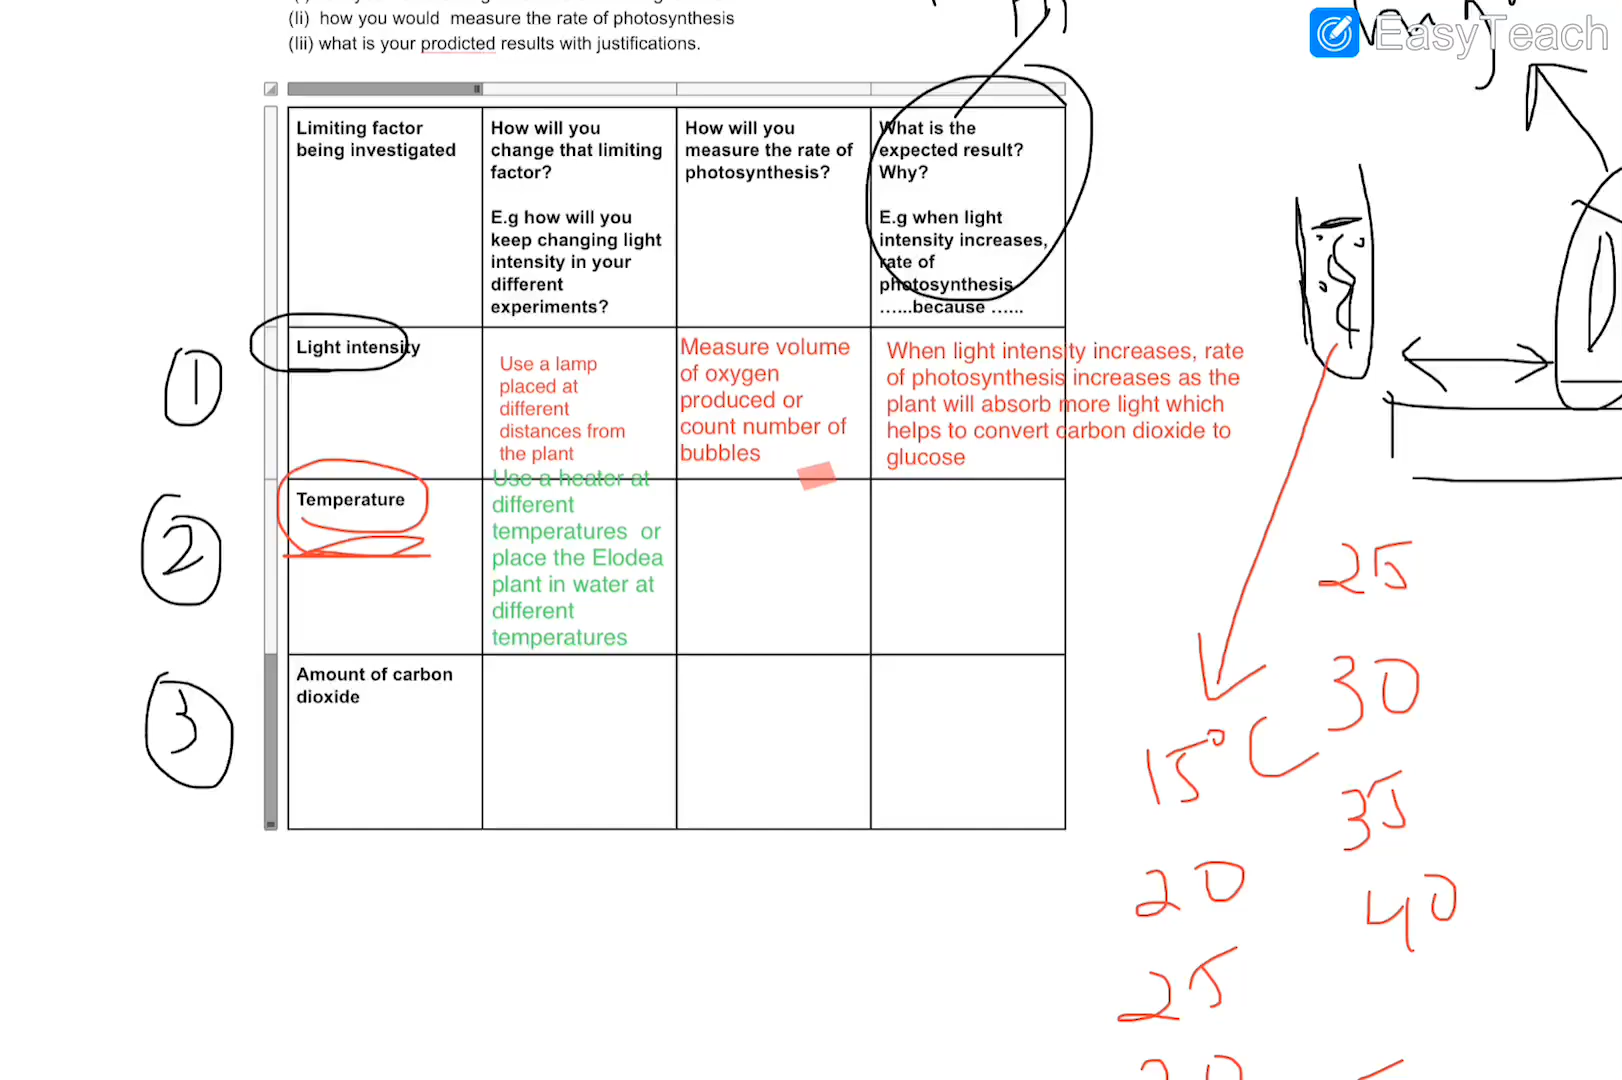 (Ii) how you would measure the rate of photosynthesis
(Iii) what is your prodicted results with justifications.
EasyTeach
Limiting factor
being investigated
How will you
change that limiting
factor?
E.g how will you
keep changing light
intensity in your
different
experiments?
How will you
measure the rate of
photosynthesis?
What is the
expected result?
Why?
E.g when light
intensity increases,
rate of
photosynthesis
......because ......
1
Light intensity
Use a lamp
placed at
different
distances from
the plant
Measure volume
of oxygen
produced or
count number of
bubbles
When light intensity increases, rate
of photosynthesis increases as the
plant will absorb more light which
helps to convert carbon dioxide to
glucose
2
Temperature
Use a heater at
different
temperatures or
place the Elodea
plant in water at
different
temperatures
3
Amount of carbon
dioxide
15°C
20
25
25
30
35
40